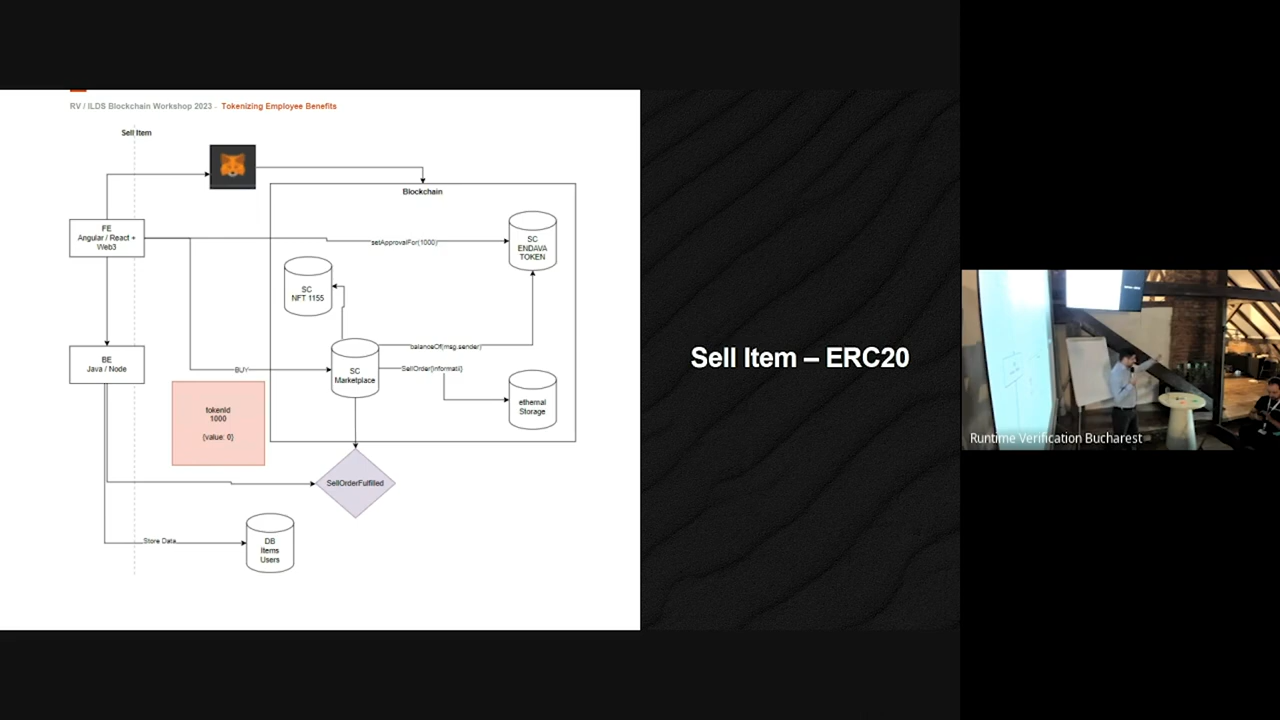 RV / ILDS Blockchain Workshop 2023 - Tokenizing Employee Benefits
Sell Item
Blockchain
FE
Angular / React +
Web3
setApprovalFor(1000)
SC
ENDAVA
TOKEN
SC
NFT 1155
BE
Java / Node
BUY
SC
Marketplace
balanceOf(msg.sender)
SellOrder{informatii}
ethernal
Storage
tokenId
1000
{value: 0}
SellOrderFulfilled
Store Data
DB
Items
Users
Sell Item – ERC20
Runtime Verification Bucharest